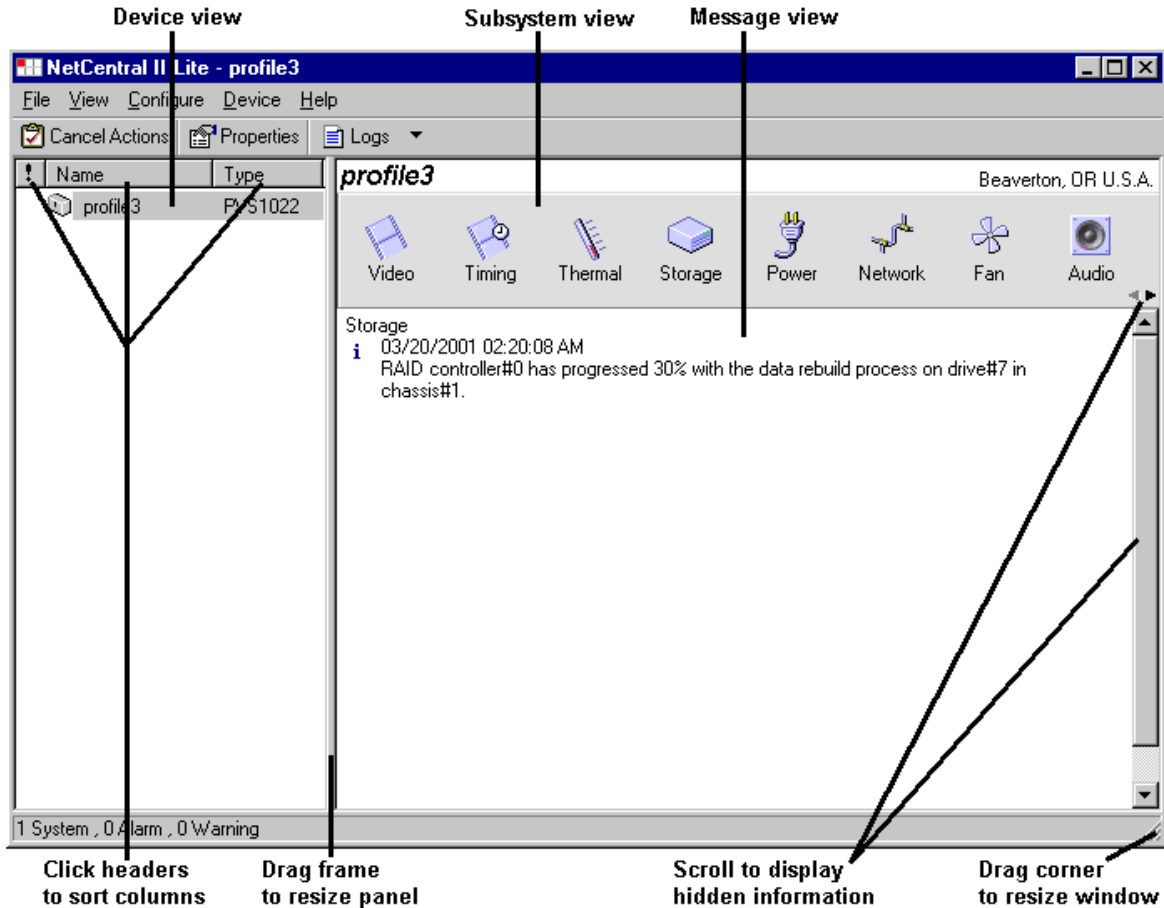 Device view
Subsystem view
Message view
NetCentral II Lite - profile3
File View Configure Device Help
Cancel Actions Properties Logs
! Name Type
profile3 PVS1022
profile3
Beaverton, OR U.S.A.
Video Timing Thermal Storage Power Network Fan Audio
Storage
i 03/20/2001 02:20:08 AM
RAID controller#0 has progressed 30% with the data rebuild process on drive#7 in
chassis#1.
1 System , 0 Alarm , 0 Warning
Click headers
to sort columns
Drag frame
to resize panel
Scroll to display
hidden information
Drag corner
to resize window